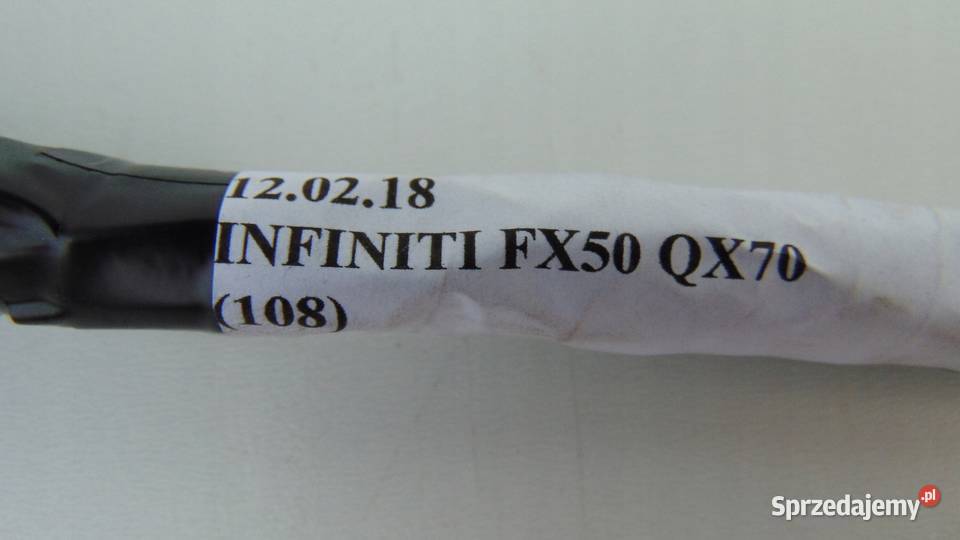 12.02.18
INFINITI FX50 QX70
(108)
Sprzedajemy.pl